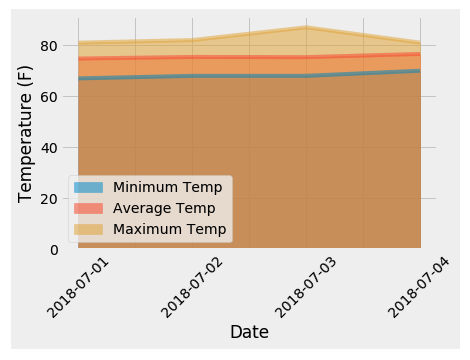 80
60
40
20
0
Temperature (F)
Minimum Temp
Average Temp
Maximum Temp
2018-07-01
2018-07-02
2018-07-03
2018-07-04
Date